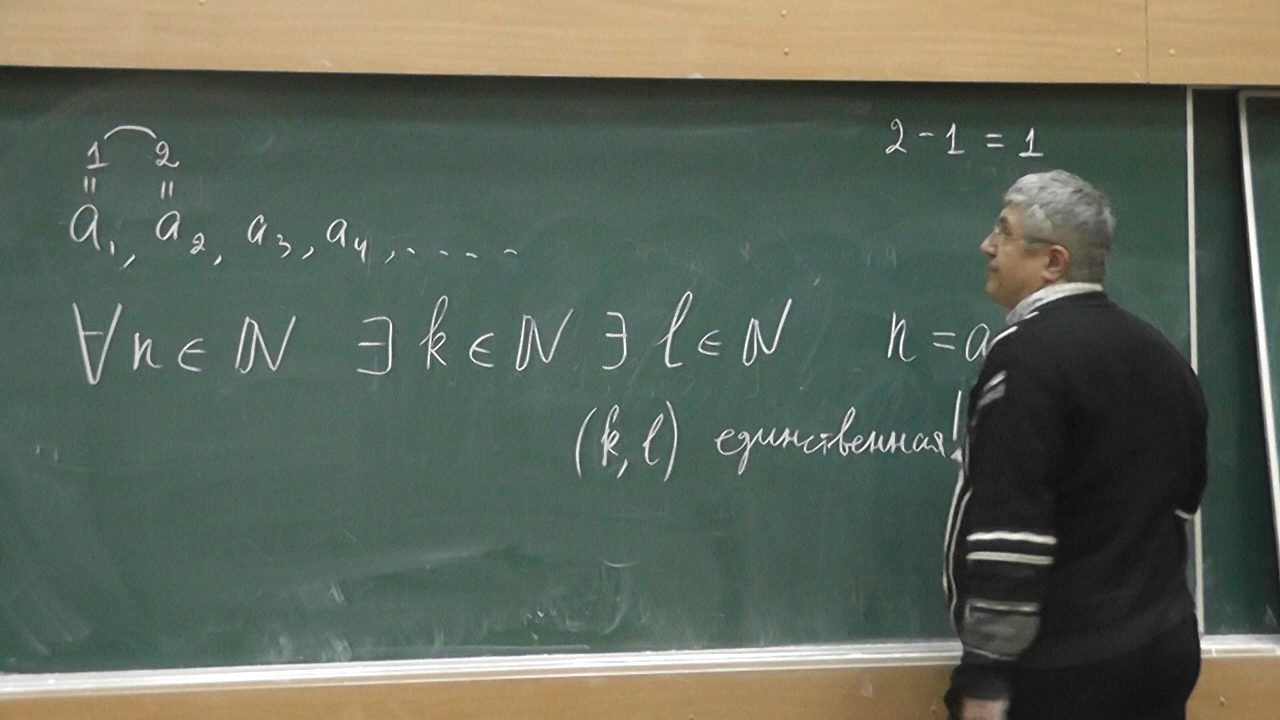 1 2
2 - 1 = 1
= =
a₁, a₂, a₃, a₄, . . . .
∀n ∈ ℕ ∃ k ∈ ℕ ∃ l ∈ ℕ n = a
(k, l) единственная!